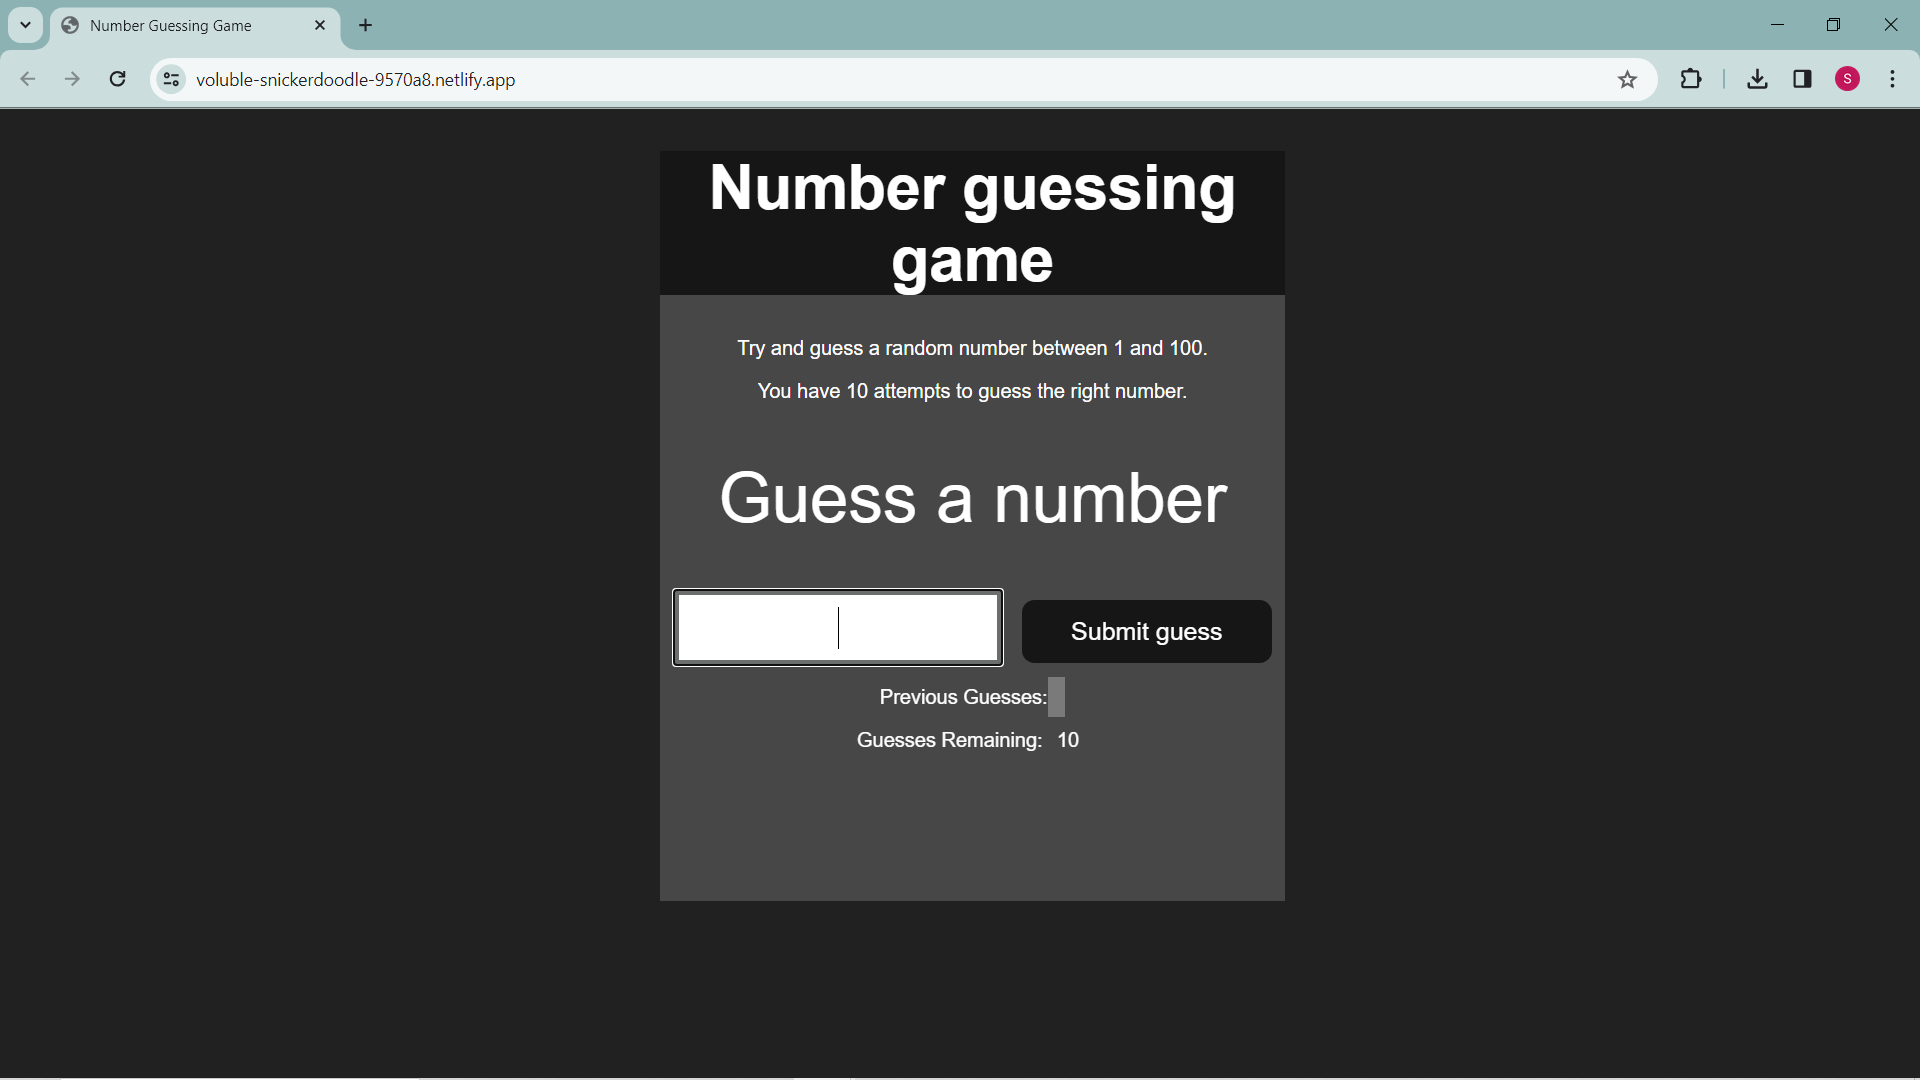 Number Guessing Game
voluble-snickerdoodle-9570a8.netlify.app
S
Number guessing
game
Try and guess a random number between 1 and 100.
You have 10 attempts to guess the right number.
Guess a number
Submit guess
Previous Guesses:
Guesses Remaining: 10